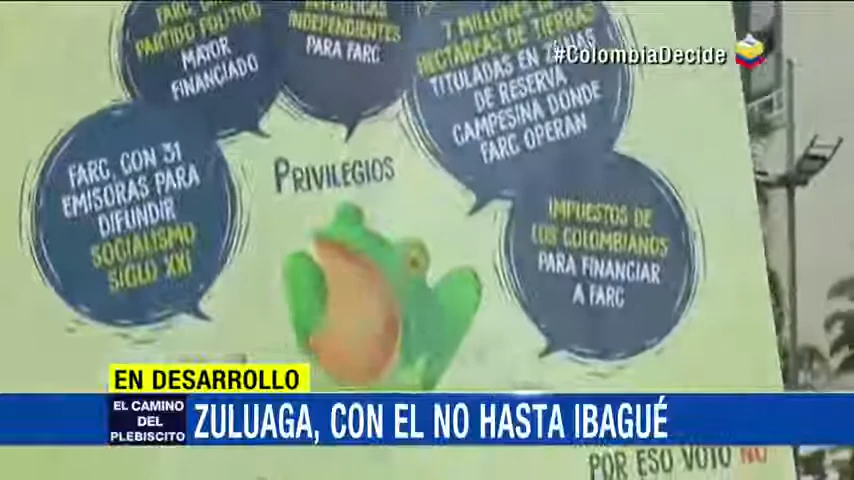 FARC, 
PARTIDO POLÍTICO
MAYOR
FINANCIADO
INDEPENDIENTES
PARA FARC
7 MILLONES DE
HECTÁREAS DE TIERRAS
TITULADAS EN ZONAS
DE RESERVA
CAMPESINA DONDE
FARC OPERAN
#ColombiaDecide
FARC, CON 31
EMISORAS PARA
DIFUNDIR
SOCIALISMO
SIGLO XXI
PRIVILEGIOS
IMPUESTOS DE
LOS COLOMBIANOS
PARA FINANCIAR
A FARC
EN DESARROLLO
EL CAMINO
DEL
PLEBISCITO
ZULUAGA, CON EL NO HASTA IBAGUÉ
POR ESO VOTO NO